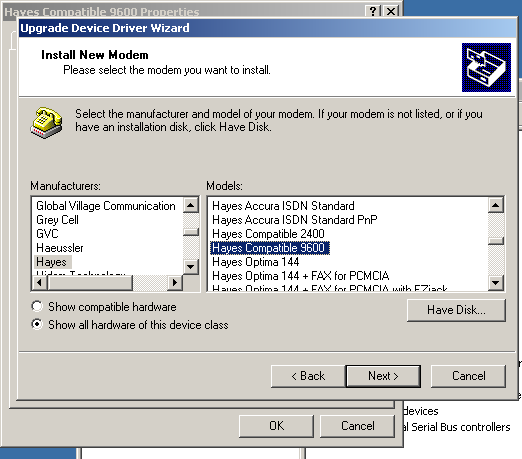 Hayes Compatible 9600 Properties
Upgrade Device Driver Wizard
Install New Modem
Please select the modem you want to install.
Select the manufacturer and model of your modem. If your modem is not listed, or if you
have an installation disk, click Have Disk.
Manufacturers:
Global Village Communication
Grey Cell
GVC
Haeussler
Hayes
Models:
Hayes Accura ISDN Standard
Hayes Accura ISDN Standard PnP
Hayes Compatible 2400
Hayes Compatible 9600
Hayes Optima 144
Hayes Optima 144 + FAX for PCMCIA
Hayes Optima 144 + FAX for PCMCIA with EZjack
Show compatible hardware
Show all hardware of this device class
Have Disk...
< Back
Next >
Cancel
OK
Cancel
devices
al Serial Bus controllers